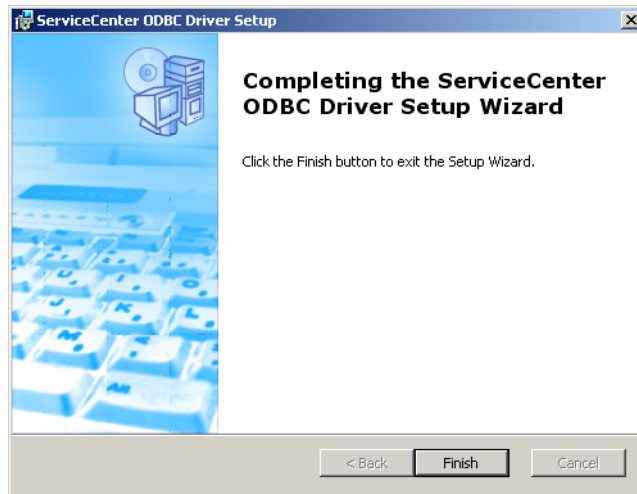 ServiceCenter ODBC Driver Setup
Completing the ServiceCenter
ODBC Driver Setup Wizard
Click the Finish button to exit the Setup Wizard.
< Back
Finish
Cancel